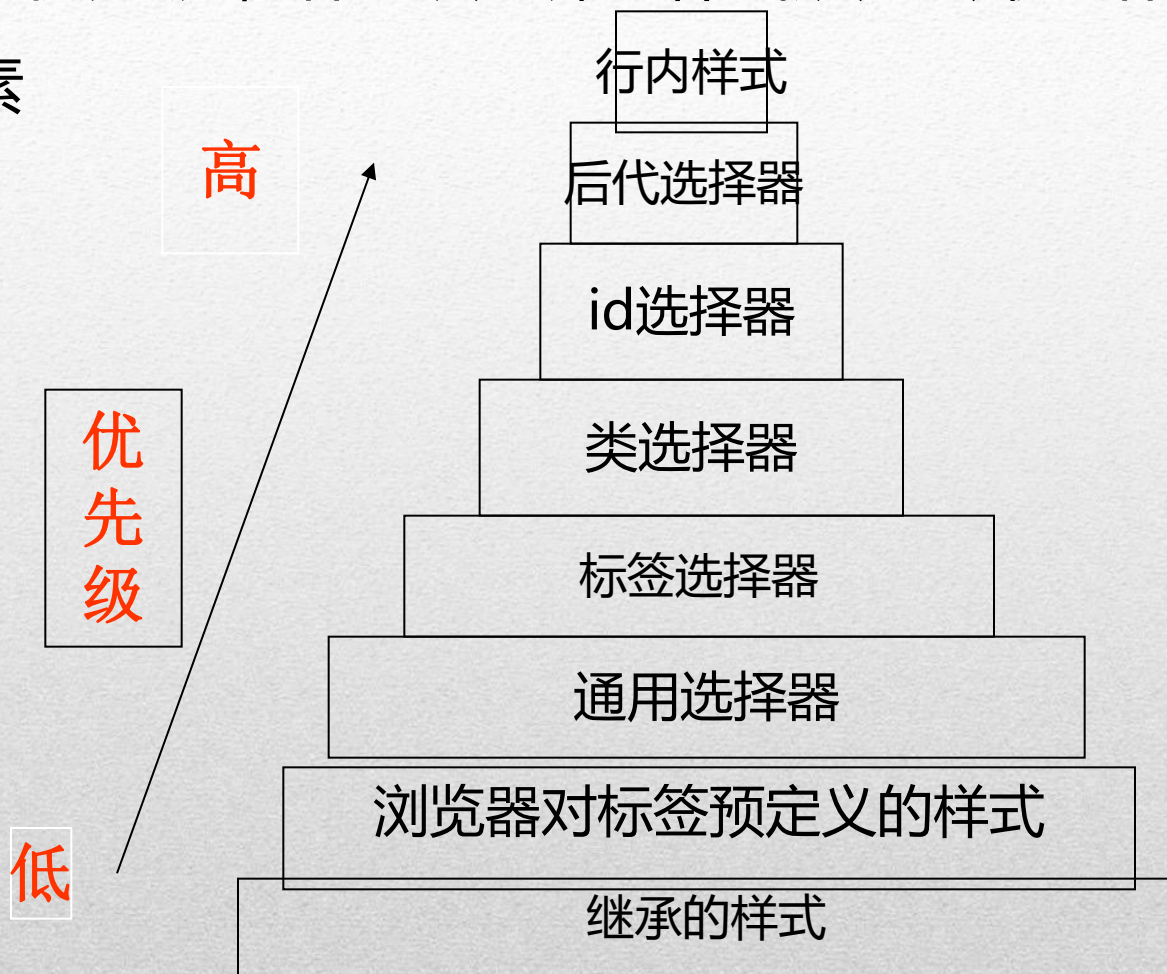 素
高
行内样式
后代选择器
id选择器
优
先
级
类选择器
标签选择器
通用选择器
浏览器对标签预定义的样式
低
继承的样式